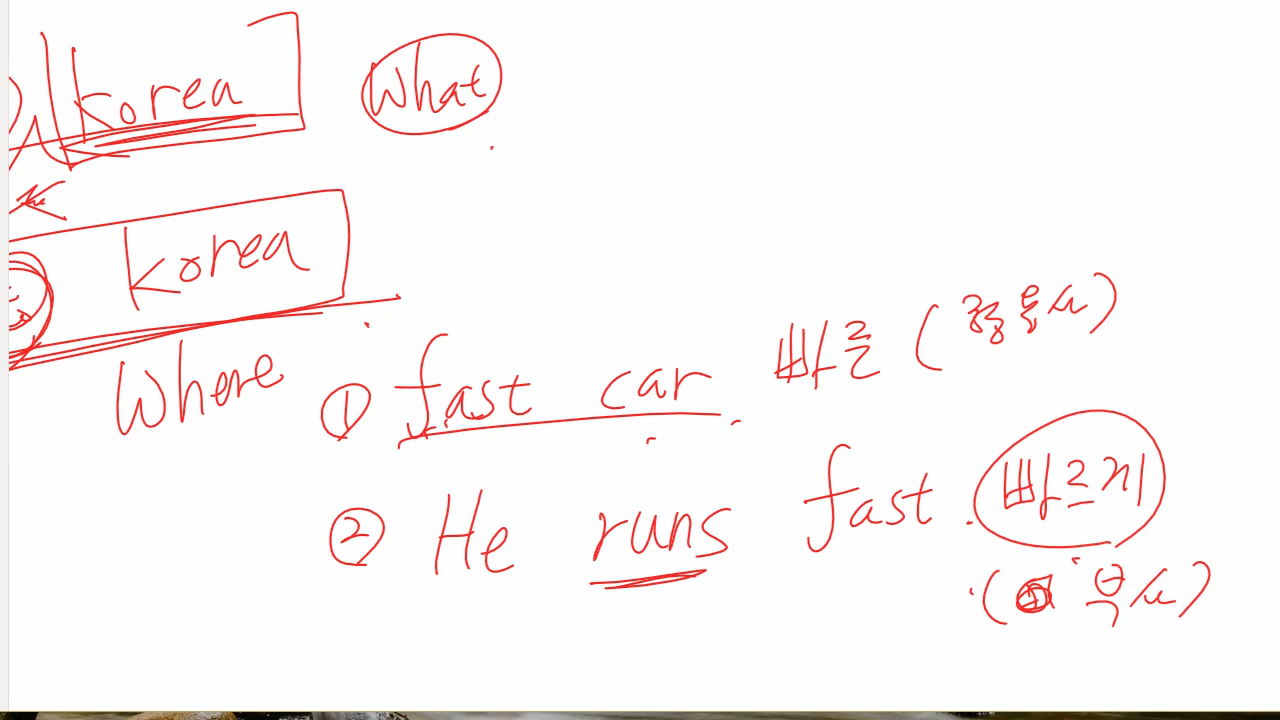 korea What
korea
Where
① fast car 빠른 (형용사)
② He runs fast. 빠르게
(부사)